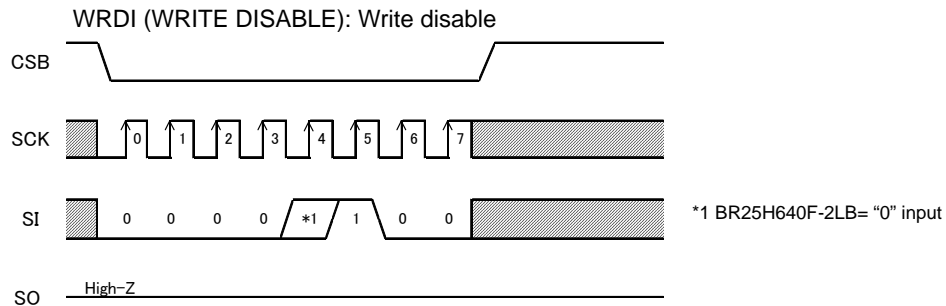 WRDI (WRITE DISABLE): Write disable
CSB
SCK 0 1 2 3 4 5 6 7
SI 0 0 0 0 *1 1 0 0
*1 BR25H640F-2LB= “0” input
SO High-Z